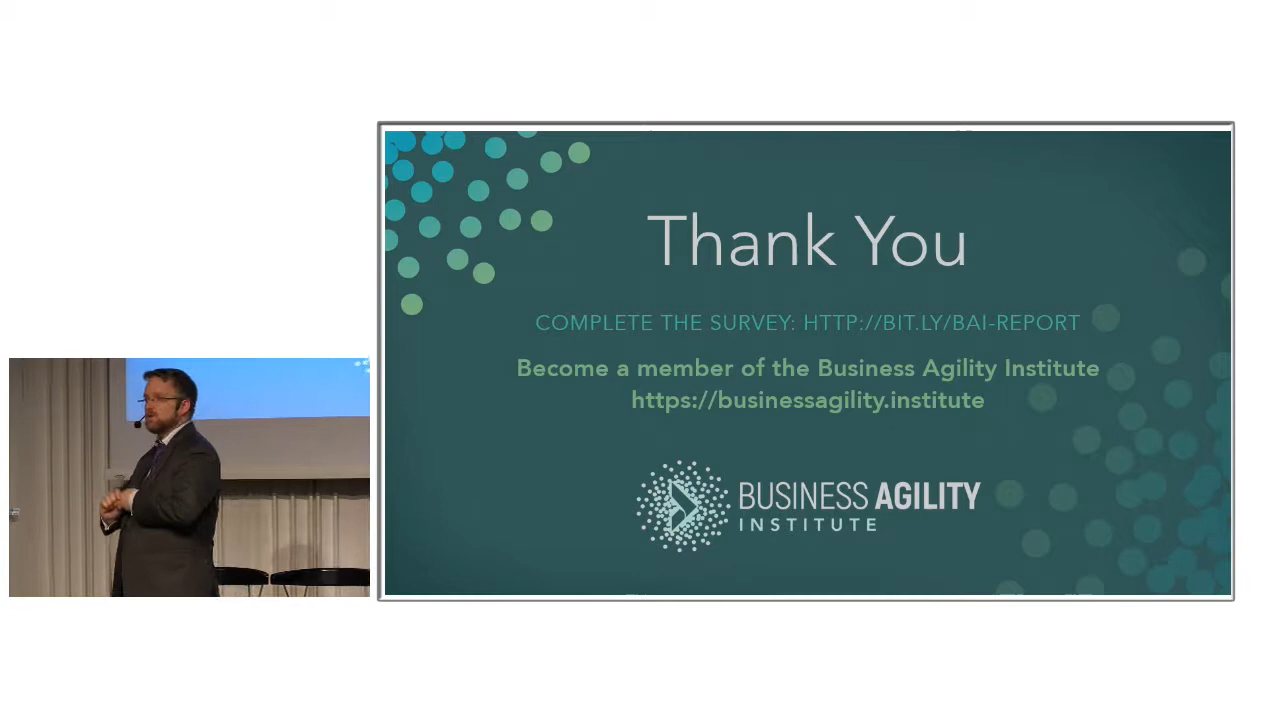 Thank You
COMPLETE THE SURVEY: HTTP://BIT.LY/BAI-REPORT
Become a member of the Business Agility Institute
https://businessagility.institute
BUSINESS AGILITY
INSTITUTE